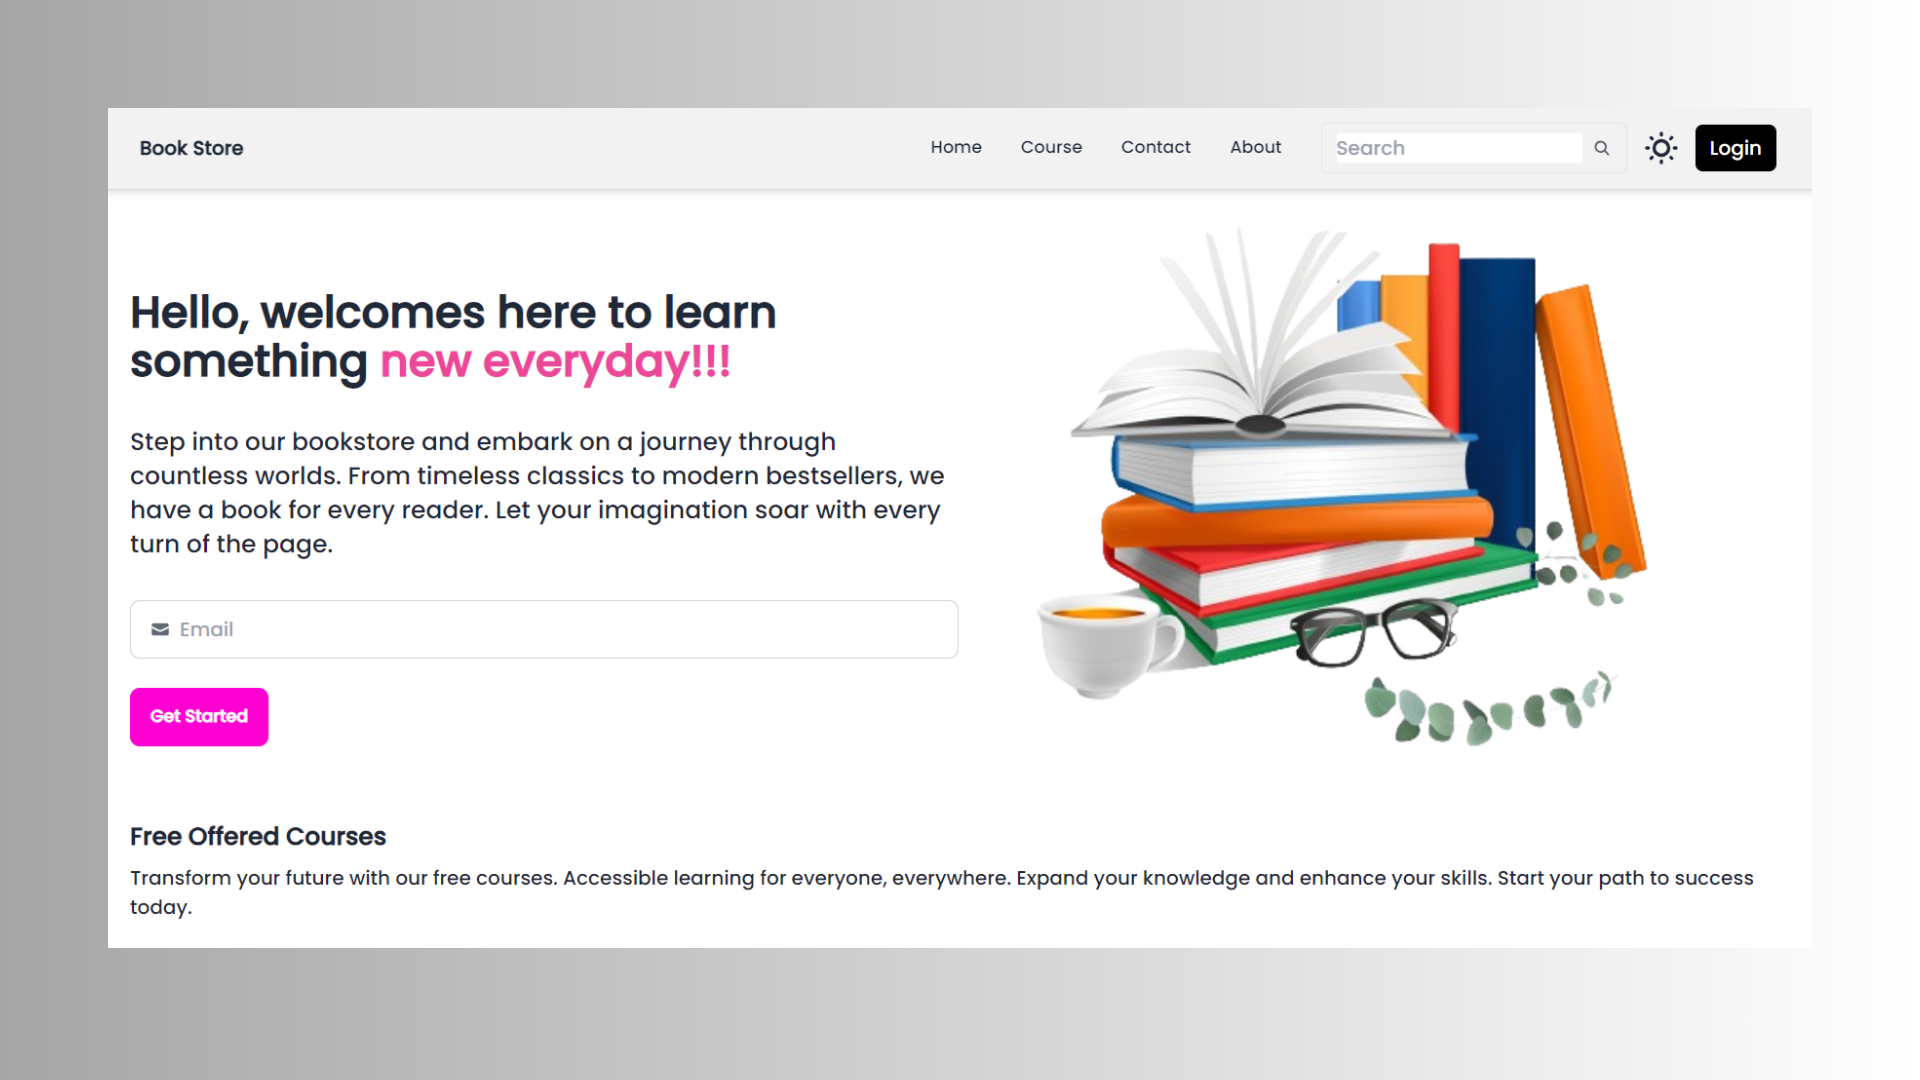 Book Store
Home Course Contact About Search Login
Hello, welcomes here to learn
something new everyday!!!
Step into our bookstore and embark on a journey through
countless worlds. From timeless classics to modern bestsellers, we
have a book for every reader. Let your imagination soar with every
turn of the page.
Email
Get Started
Free Offered Courses
Transform your future with our free courses. Accessible learning for everyone, everywhere. Expand your knowledge and enhance your skills. Start your path to success
today.